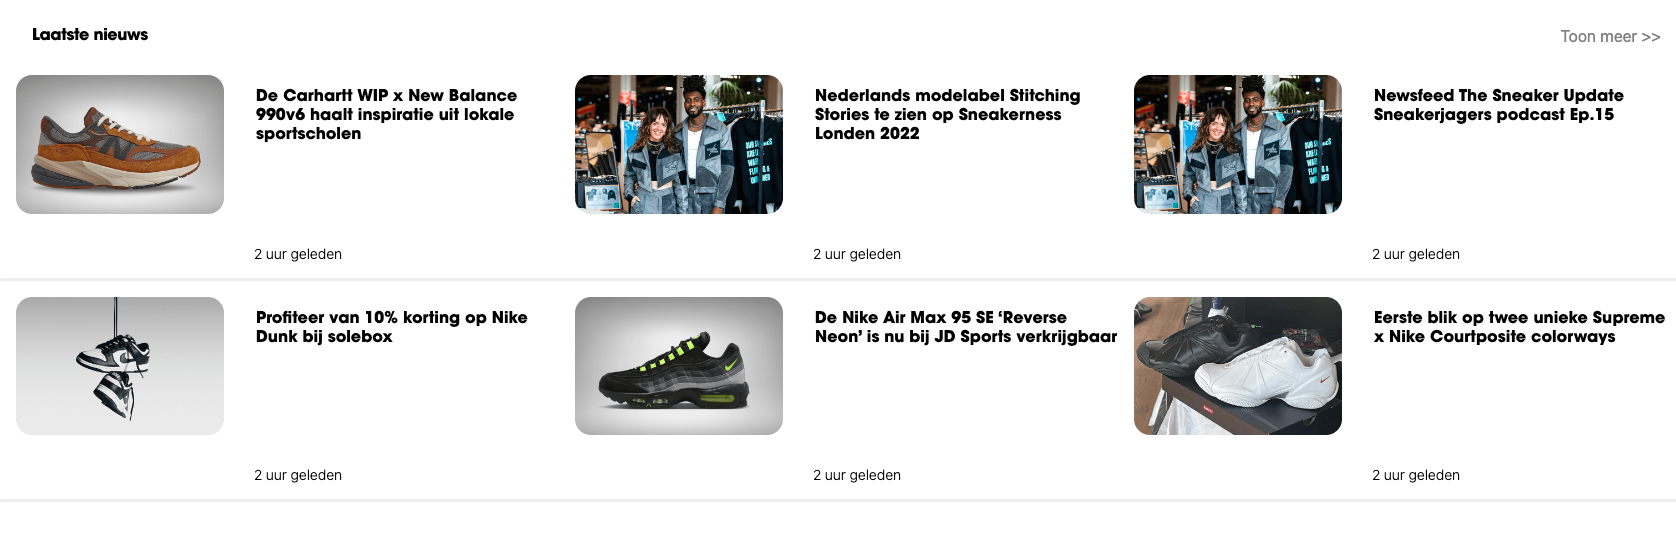 Laatste nieuws
Toon meer >>
De Carhartt WIP x New Balance
990v6 haalt inspiratie uit lokale
sportscholen
2 uur geleden
Nederlands modelabel Stitching
Stories te zien op Sneakerness
Londen 2022
2 uur geleden
Newsfeed The Sneaker Update
Sneakerjagers podcast Ep.15
2 uur geleden
Profiteer van 10% korting op Nike
Dunk bij solebox
2 uur geleden
De Nike Air Max 95 SE ‘Reverse
Neon’ is nu bij JD Sports verkrijgbaar
2 uur geleden
Eerste blik op twee unieke Supreme
x Nike Courtposite colorways
2 uur geleden